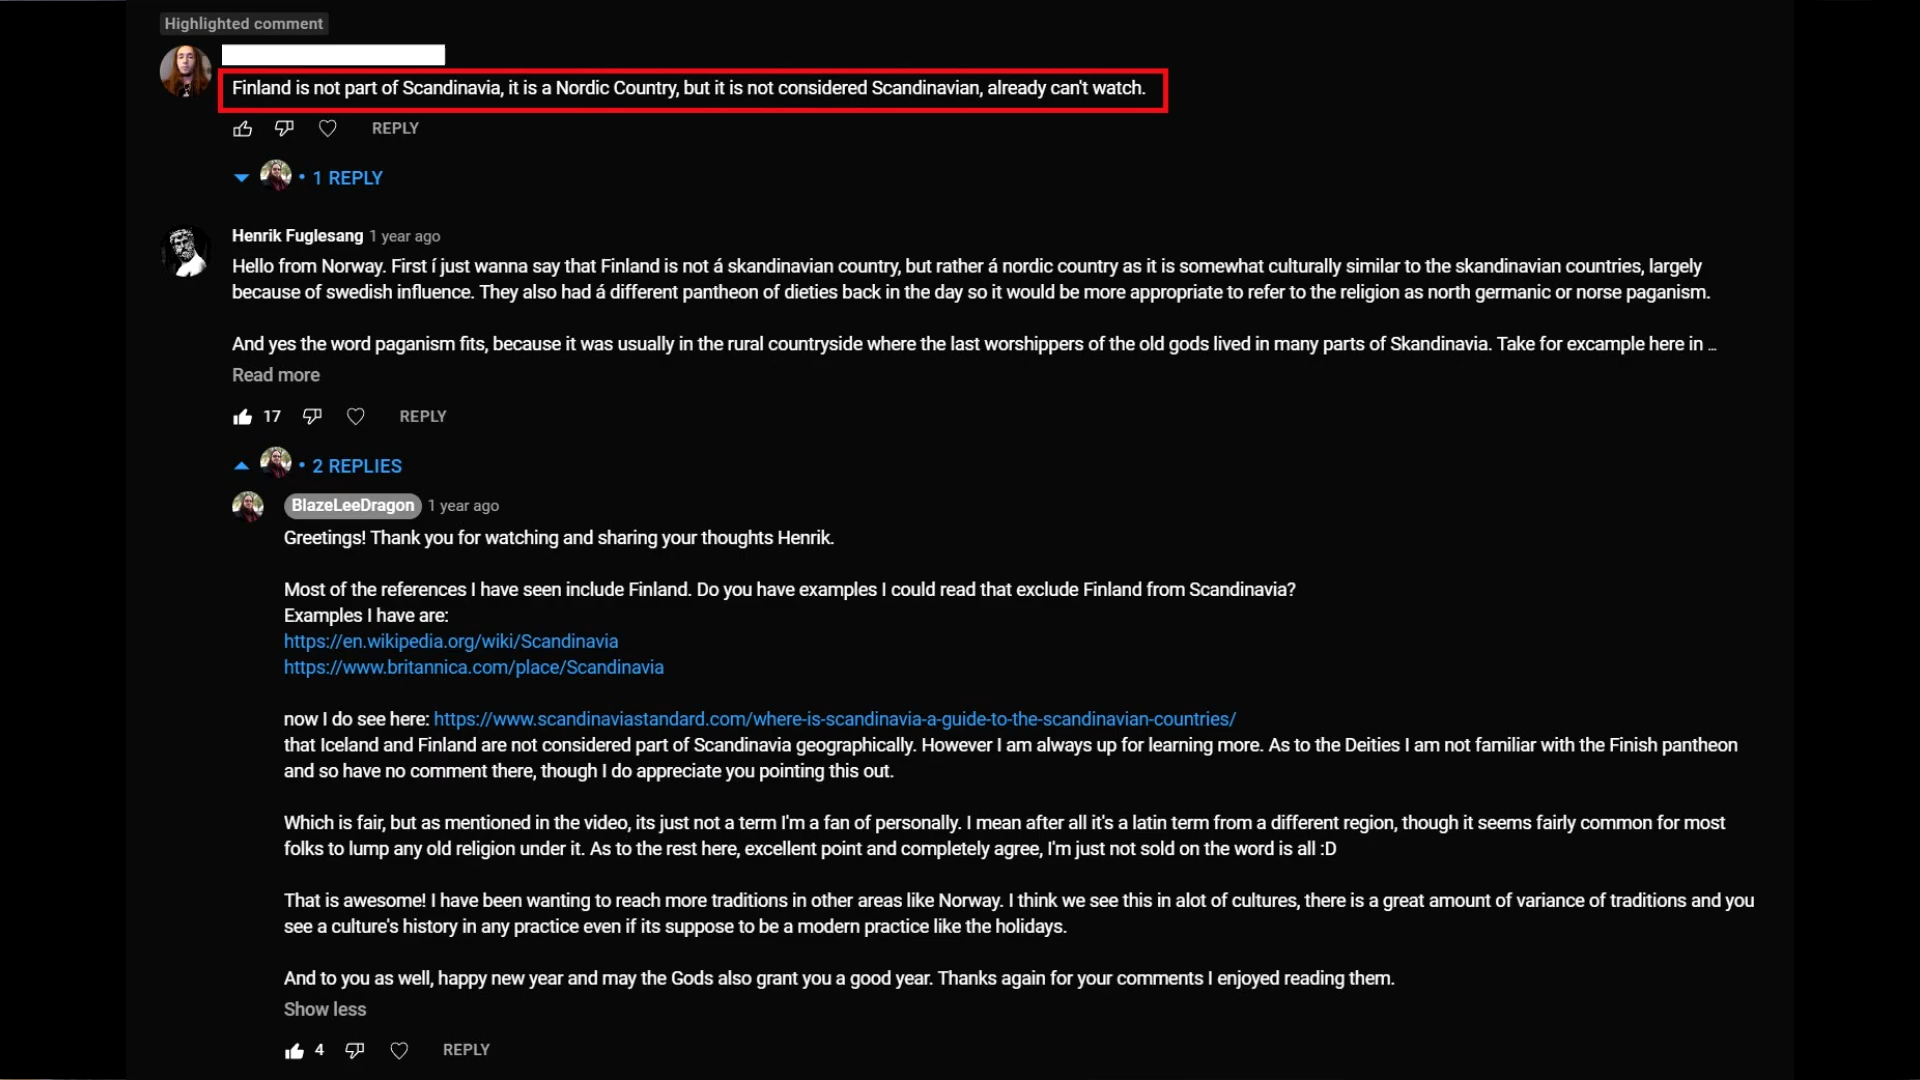 Highlighted comment
Finland is not part of Scandinavia, it is a Nordic Country, but it is not considered Scandinavian, already can't watch.
REPLY
• 1 REPLY
Henrik Fuglesang 1 year ago
Hello from Norway. First í just wanna say that Finland is not á skandinavian country, but rather á nordic country as it is somewhat culturally similar to the skandinavian countries, largely
because of swedish influence. They also had á different pantheon of dieties back in the day so it would be more appropriate to refer to the religion as north germanic or norse paganism.
And yes the word paganism fits, because it was usually in the rural countryside where the last worshippers of the old gods lived in many parts of Skandinavia. Take for excample here in ...
Read more
17 REPLY
• 2 REPLIES
BlazeLeeDragon 1 year ago
Greetings! Thank you for watching and sharing your thoughts Henrik.
Most of the references I have seen include Finland. Do you have examples I could read that exclude Finland from Scandinavia?
Examples I have are:
https://en.wikipedia.org/wiki/Scandinavia
https://www.britannica.com/place/Scandinavia
now I do see here: https://www.scandinaviastandard.com/where-is-scandinavia-a-guide-to-the-scandinavian-countries/
that Iceland and Finland are not considered part of Scandinavia geographically. However I am always up for learning more. As to the Deities I am not familiar with the Finish pantheon
and so have no comment there, though I do appreciate you pointing this out.
Which is fair, but as mentioned in the video, its just not a term I'm a fan of personally. I mean after all it's a latin term from a different region, though it seems fairly common for most
folks to lump any old religion under it. As to the rest here, excellent point and completely agree, I'm just not sold on the word is all :D
That is awesome! I have been wanting to reach more traditions in other areas like Norway. I think we see this in alot of cultures, there is a great amount of variance of traditions and you
see a culture's history in any practice even if its suppose to be a modern practice like the holidays.
And to you as well, happy new year and may the Gods also grant you a good year. Thanks again for your comments I enjoyed reading them.
Show less
4 REPLY